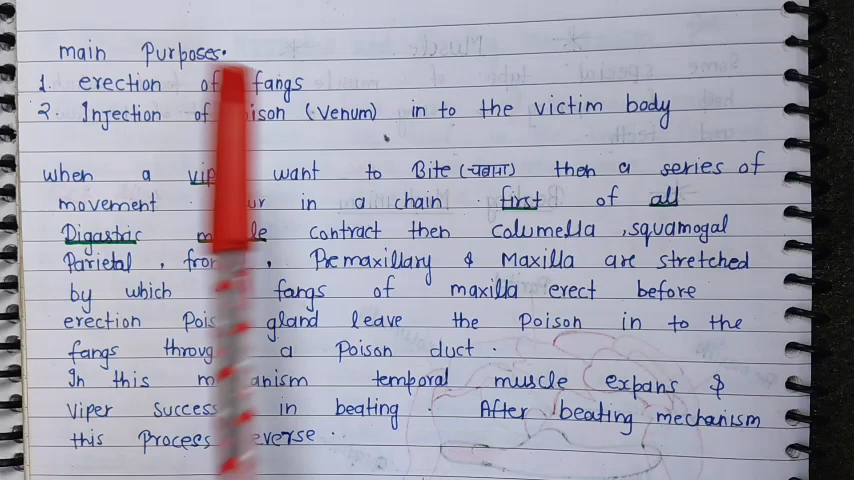 main Purposes.
1. erection of fangs
2. Injection of ison (Venum) in to the victim body
when a vip want to Bite (चबाना) then a series of
movement ur in a chain first of all
Digastric m le contract then columella, squamogal
Parietal, fron , Premaxillary & Maxilla are stretched
by which fangs of maxilla erect before
erection Pois gland leave the Poison in to the
fangs throug a Poison duct.
In this m anism temporal muscle expans &
viper success in beating. After beating mechanism
this Process everse.